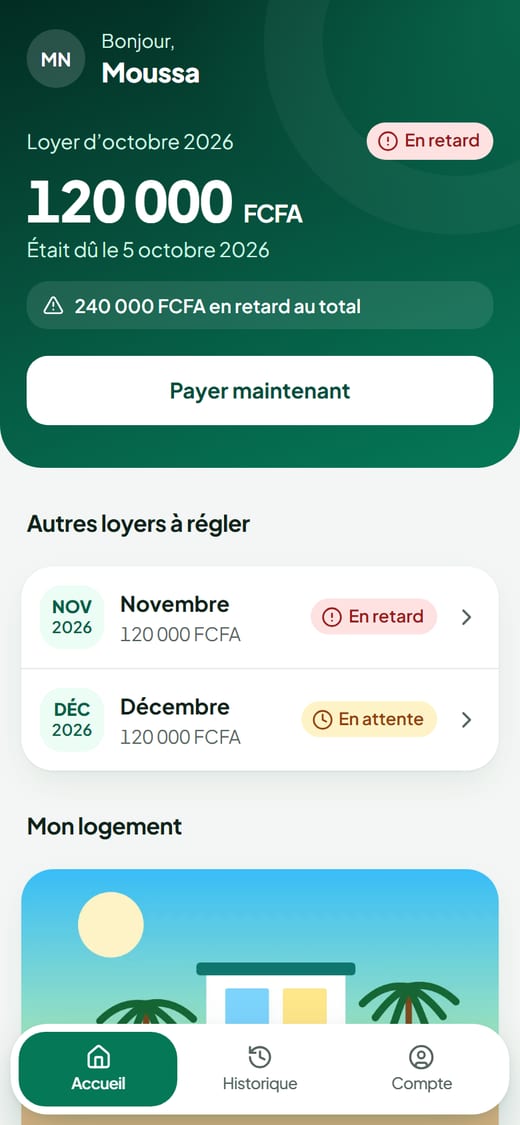 MN
Bonjour,
Moussa
Loyer d’octobre 2026
En retard
120 000 FCFA
Était dû le 5 octobre 2026
240 000 FCFA en retard au total
Payer maintenant
Autres loyers à régler
NOV
2026
Novembre
120 000 FCFA
En retard
DÉC
2026
Décembre
120 000 FCFA
En attente
Mon logement
Accueil
Historique
Compte